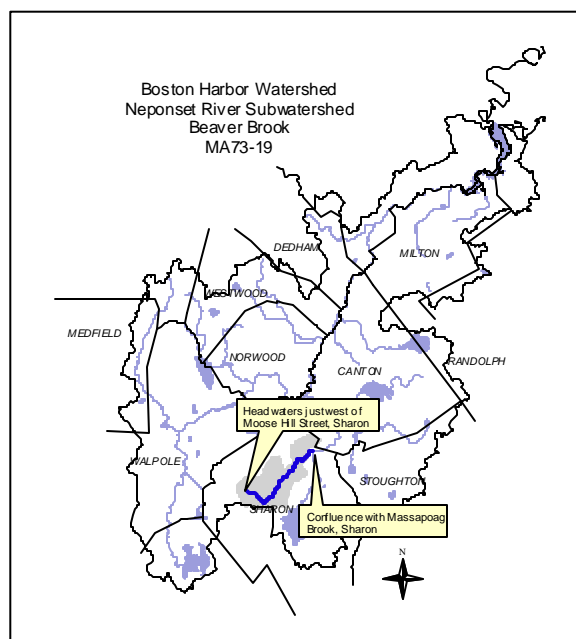 Boston Harbor Watershed
Neponset River Subwatershed
Beaver Brook
MA73-19
DEDHAM
MILTON
WESTWOOD
MEDFIELD
NORWOOD
CANTON
RANDOLPH
Headwaters just west of
Moose Hill Street, Sharon
WALPOLE
STOUGHTON
SHARON
Confluence with Massapoag
Brook, Sharon
N